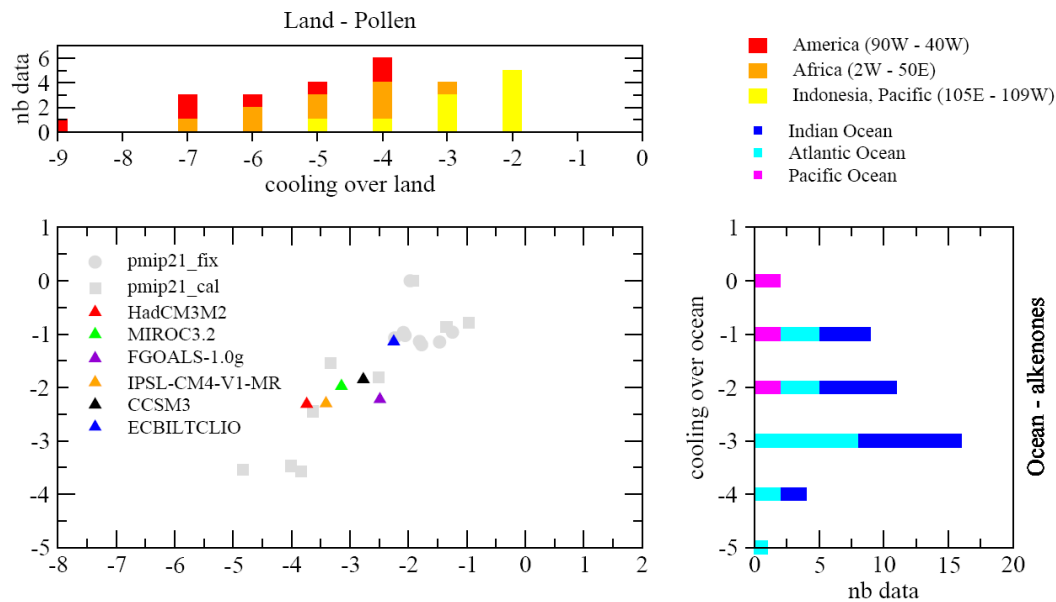 Land - Pollen
nb data
6
4
2
0
-9 -8 -7 -6 -5 -4 -3 -2 -1 0
cooling over land
America (90W - 40W)
Africa (2W - 50E)
Indonesia, Pacific (105E - 109W)
Indian Ocean
Atlantic Ocean
Pacific Ocean
1
0
-1
-2
-3
-4
-5
pmip21_fix
pmip21_cal
HadCM3M2
MIROC3.2
FGOALS-1.0g
IPSL-CM4-V1-MR
CCSM3
ECBILTCLIO
-8 -7 -6 -5 -4 -3 -2 -1 0 1 2
cooling over ocean
1
0
-1
-2
-3
-4
-5
0 5 10 15 20
nb data
Ocean - alkenones